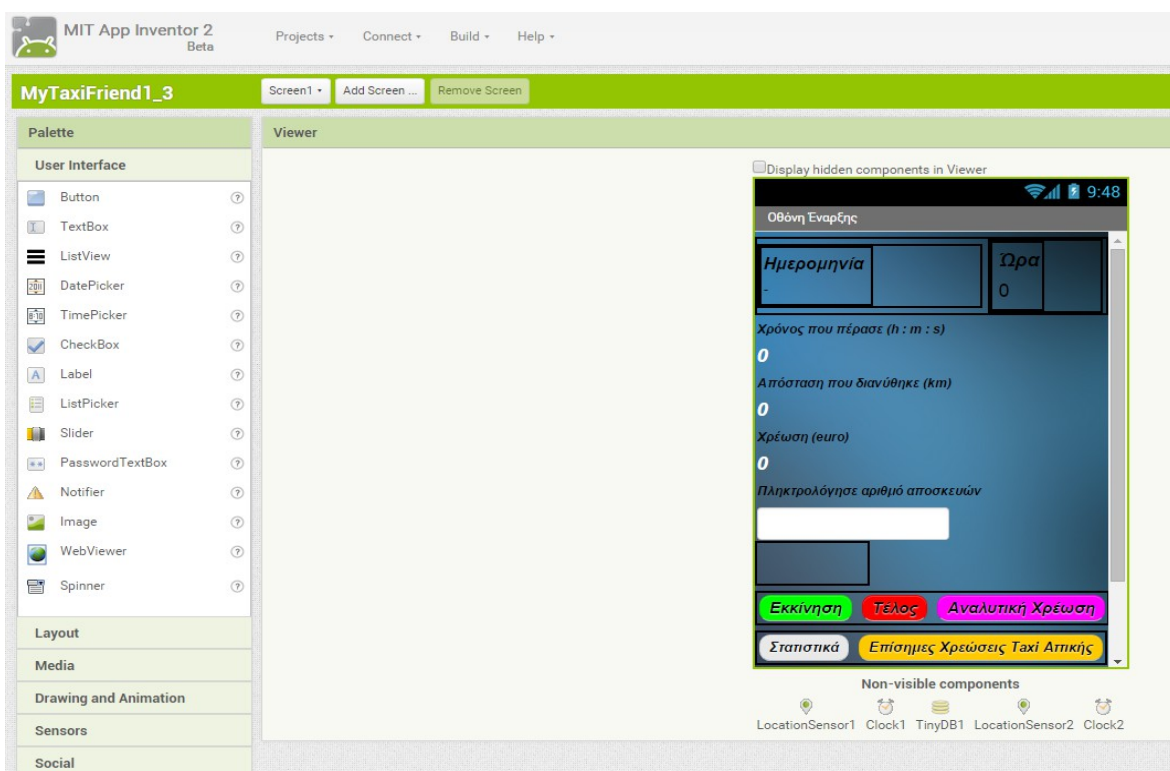 MIT App Inventor 2
Beta
Projects Connect Build Help
MyTaxiFriend1_3
Screen1 Add Screen ... Remove Screen
Palette
User Interface
Button ?
TextBox ?
ListView ?
DatePicker ?
TimePicker ?
CheckBox ?
Label ?
ListPicker ?
Slider ?
PasswordTextBox ?
Notifier ?
Image ?
WebViewer ?
Spinner ?
Layout
Media
Drawing and Animation
Sensors
Social
Viewer
Display hidden components in Viewer
9:48
Οθόνη Έναρξης
Ημερομηνία Ώρα
- 0
Χρόνος που πέρασε (h : m : s)
0
Απόσταση που διανύθηκε (km)
0
Χρέωση (euro)
0
Πληκτρολόγησε αριθμό αποσκευών
Εκκίνηση Τέλος Αναλυτική Χρέωση
Στατιστικά Επίσημες Χρεώσεις Taxi Αττικής
Non-visible components
LocationSensor1 Clock1 TinyDB1 LocationSensor2 Clock2